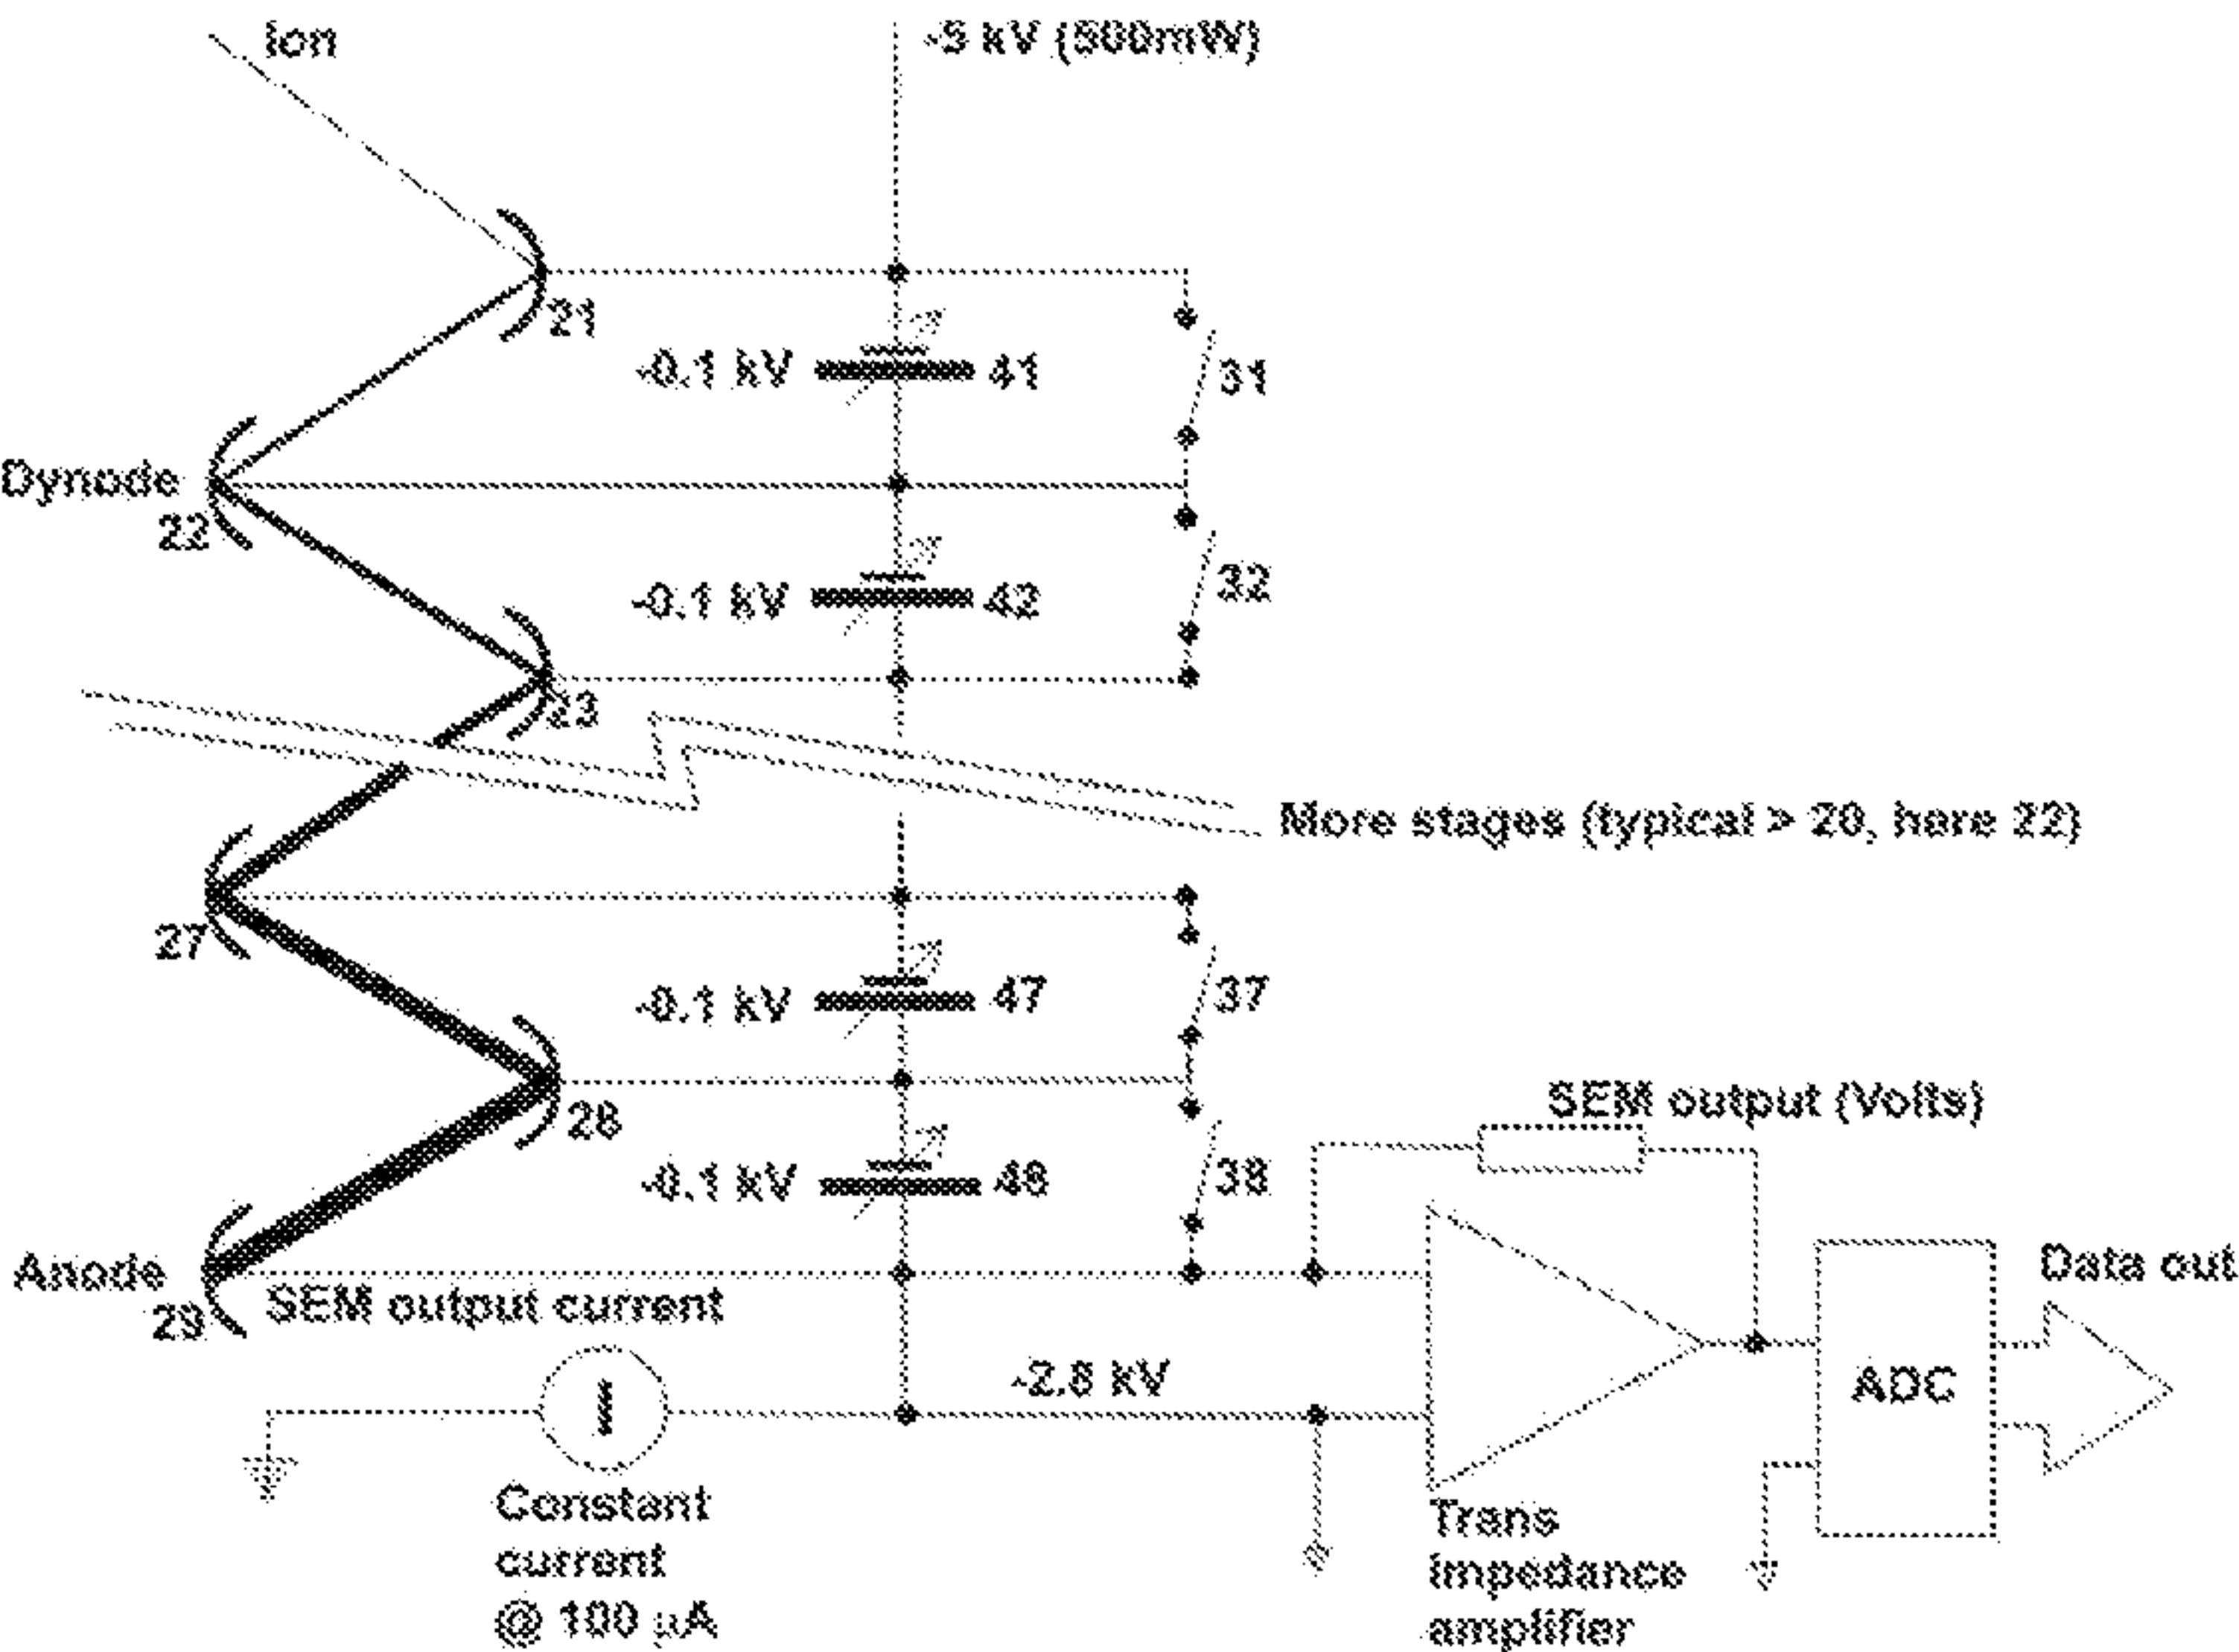 Ion
-5 kV (500mW)
21
-0.1 kV
41
31
Dynode
22
-0.1 kV
42
32
23
More stages (typical > 20, here 22)
27
-0.1 kV
47
37
28
SEM output (Volts)
-0.1 kV
48
38
Anode
29
SEM output current
Data out
-2.8 kV
ADC
I
Constant
current
@ 100 µA
Trans
impedance
amplifier